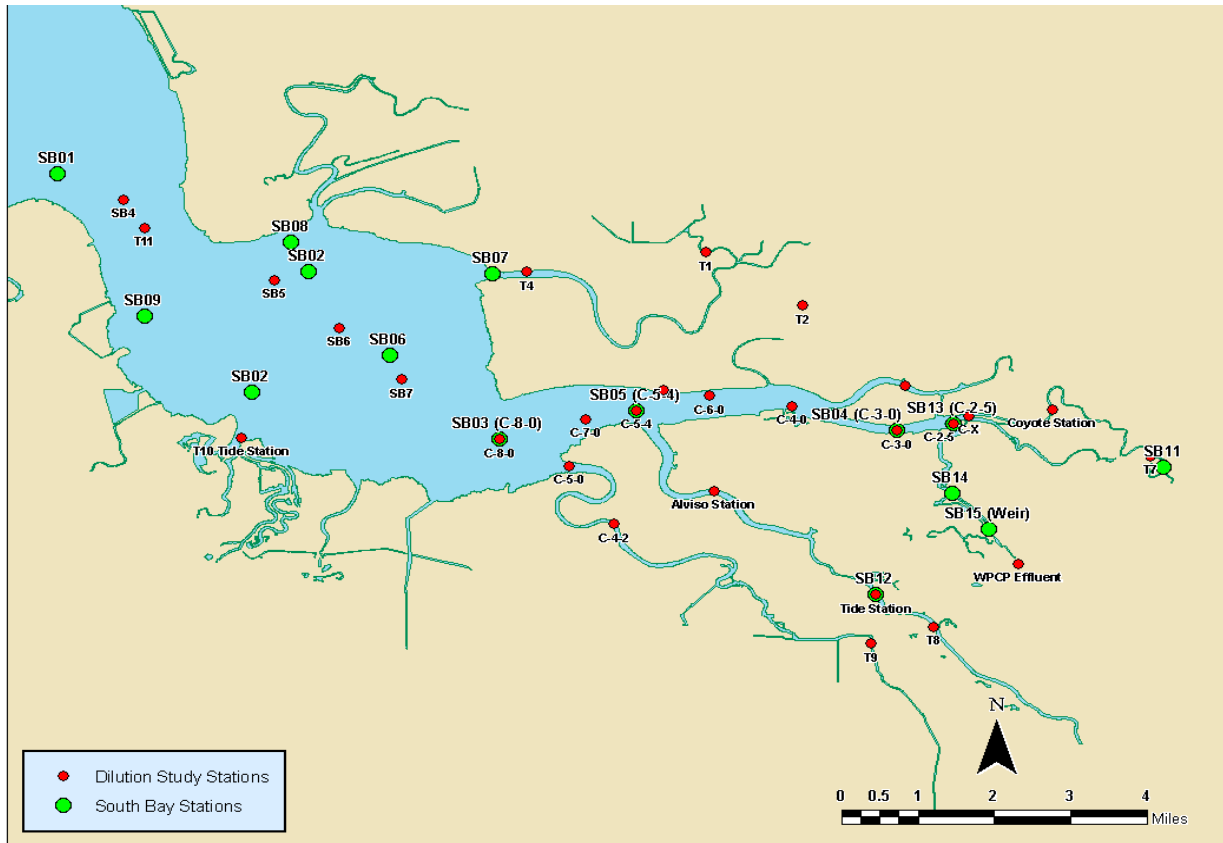 SB01
SB4
T11
SB08
SB02
SB5
SB07
T4
T1
T2
SB09
SB6
SB06
SB7
SB02
T10 Tide Station
SB03 (C-8-0)
C-8-0
C-7-0
SB05 (C-5-4)
C-5-4
C-6-0
C-4-0
SB04 (C-3-0)
C-3-0
SB13 (C-2-5)
C-2-5
C-X
Coyote Station
SB11
T7
C-5-0
Alviso Station
C-4-2
SB14
SB15 (Weir)
WPCP Effluent
SB12
Tide Station
T8
T9
N
Dilution Study Stations
South Bay Stations
0 0.5 1 2 3 4
Miles